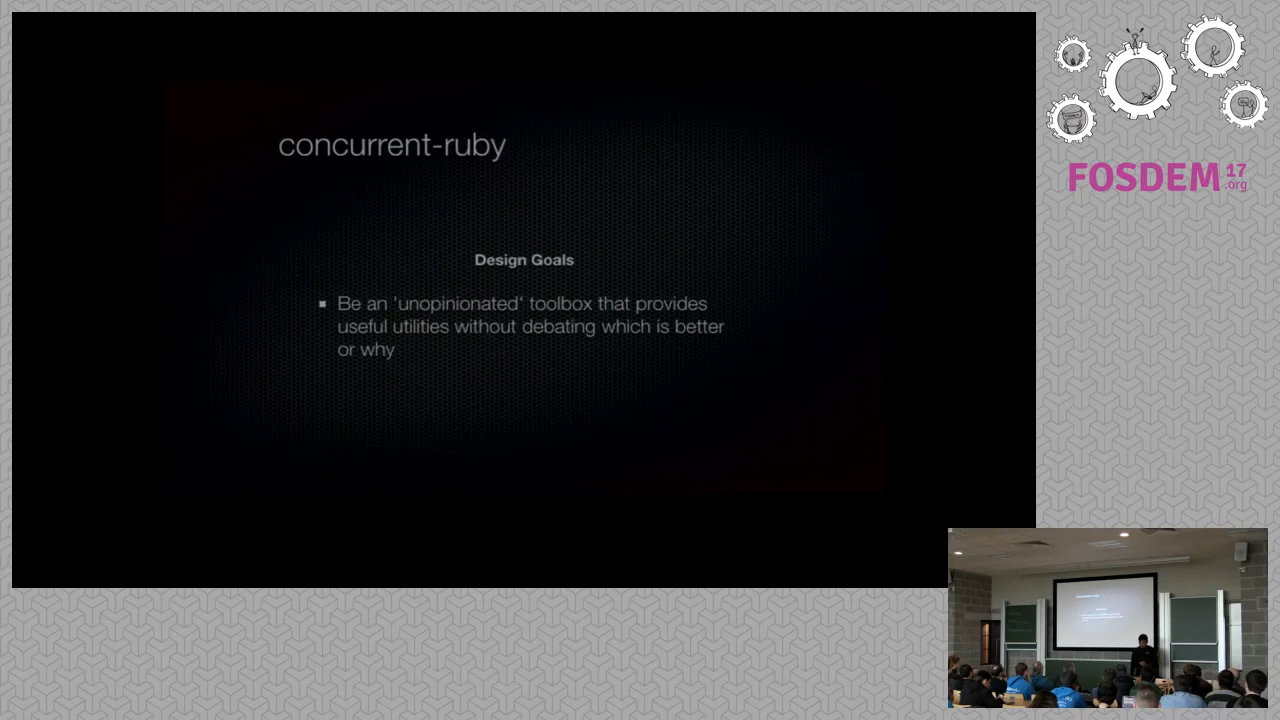 concurrent-ruby
Design Goals
Be an 'unopinionated' toolbox that provides
useful utilities without debating which is better
or why
FOSDEM 17
.org